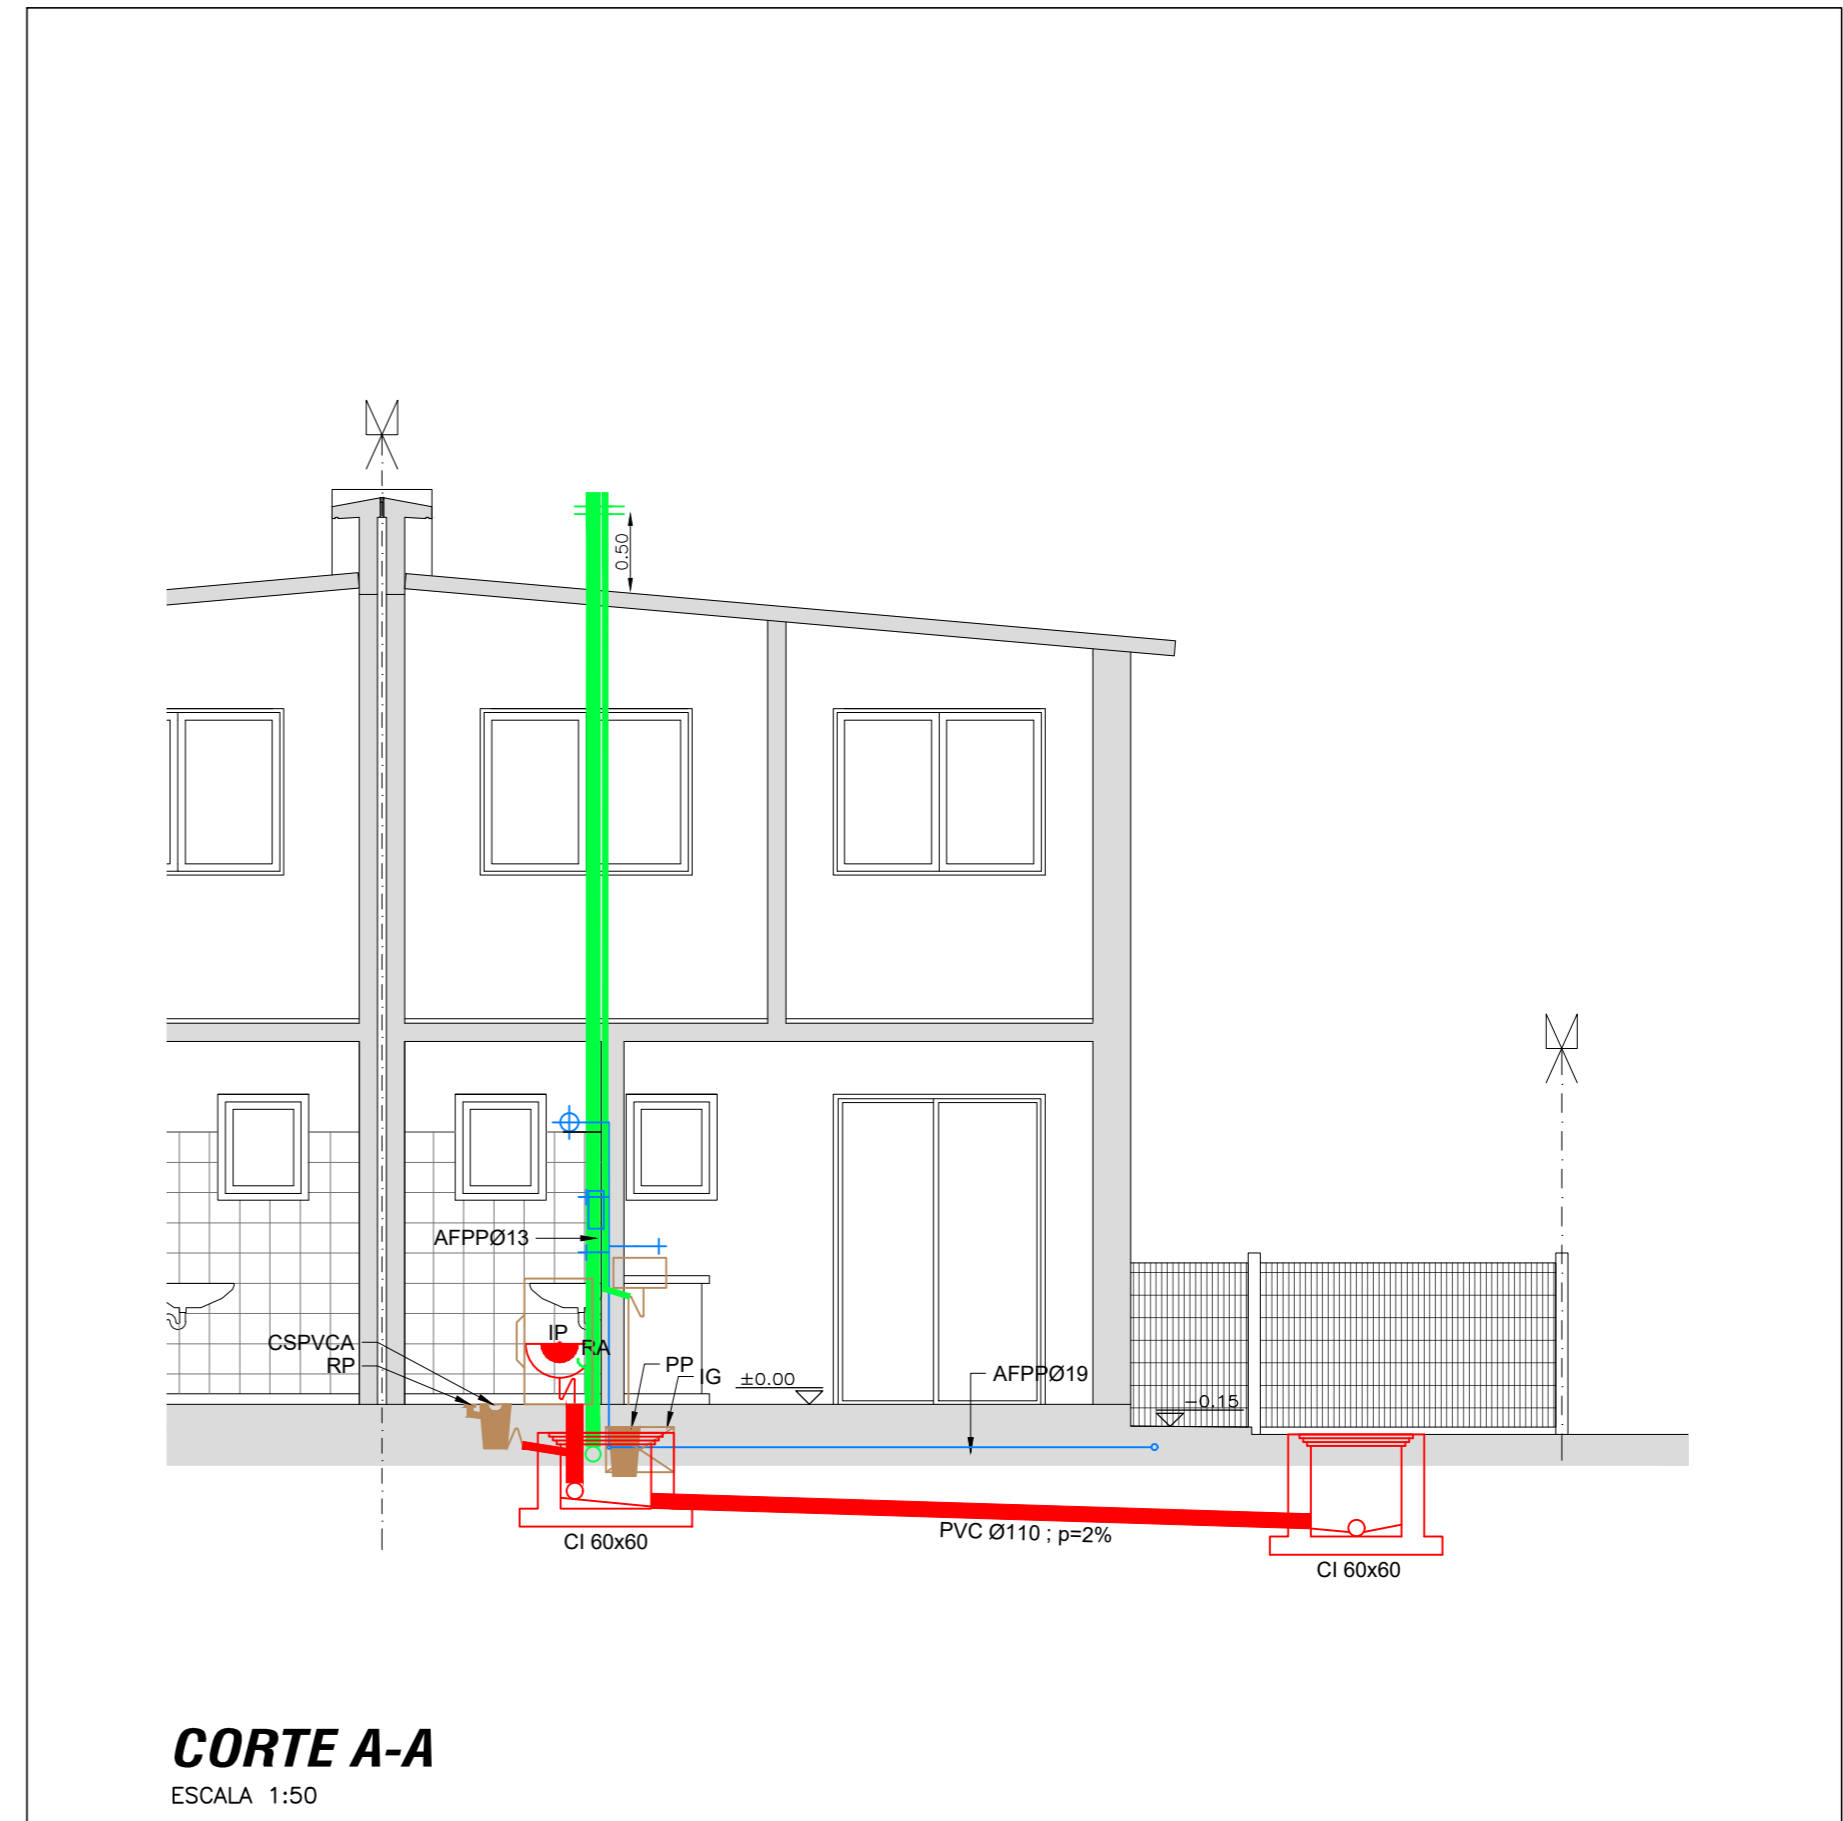 0.50
AFPPØ13
IP
RA
CSPVCA
RP
PP
IG
±0.00
AFPPØ19
-0.15
PVC Ø110 ; p=2%
CI 60x60
CI 60x60
CORTE A-A
ESCALA 1:50